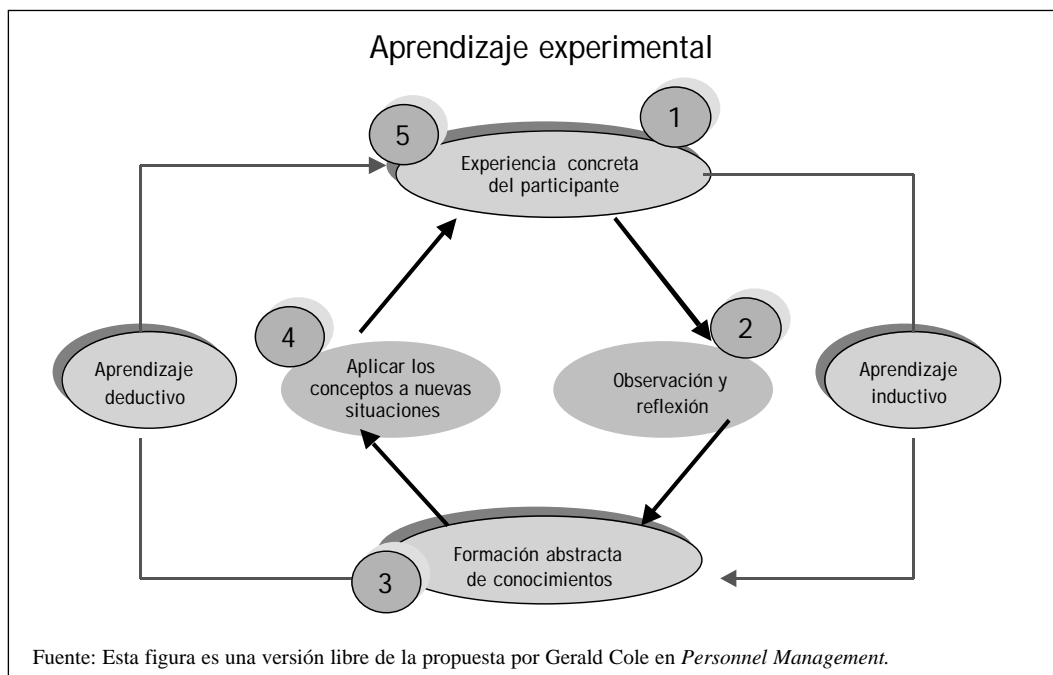 Aprendizaje experimental
5
1
Experiencia concreta
del participante
4
2
Aprendizaje
deductivo
Aplicar los
conceptos a nuevas
situaciones
Observación y
reflexión
Aprendizaje
inductivo
3
Formación abstracta
de conocimientos
Fuente: Esta figura es una versión libre de la propuesta por Gerald Cole en Personnel Management.